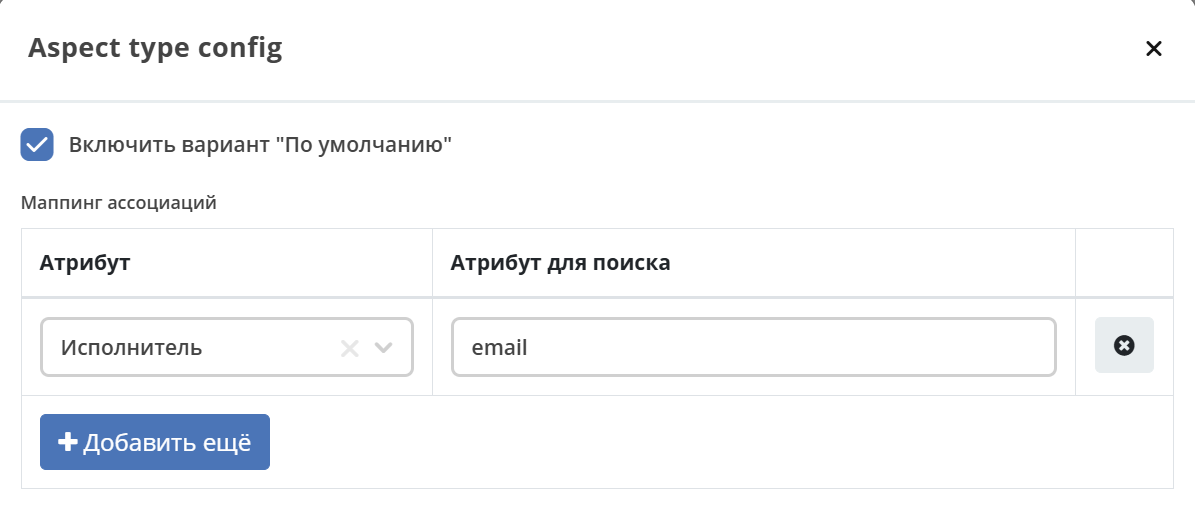 Aspect type config
Включить вариант "По умолчанию"
Маппинг ассоциаций
Атрибут
Атрибут для поиска
Исполнитель
email
Добавить ещё